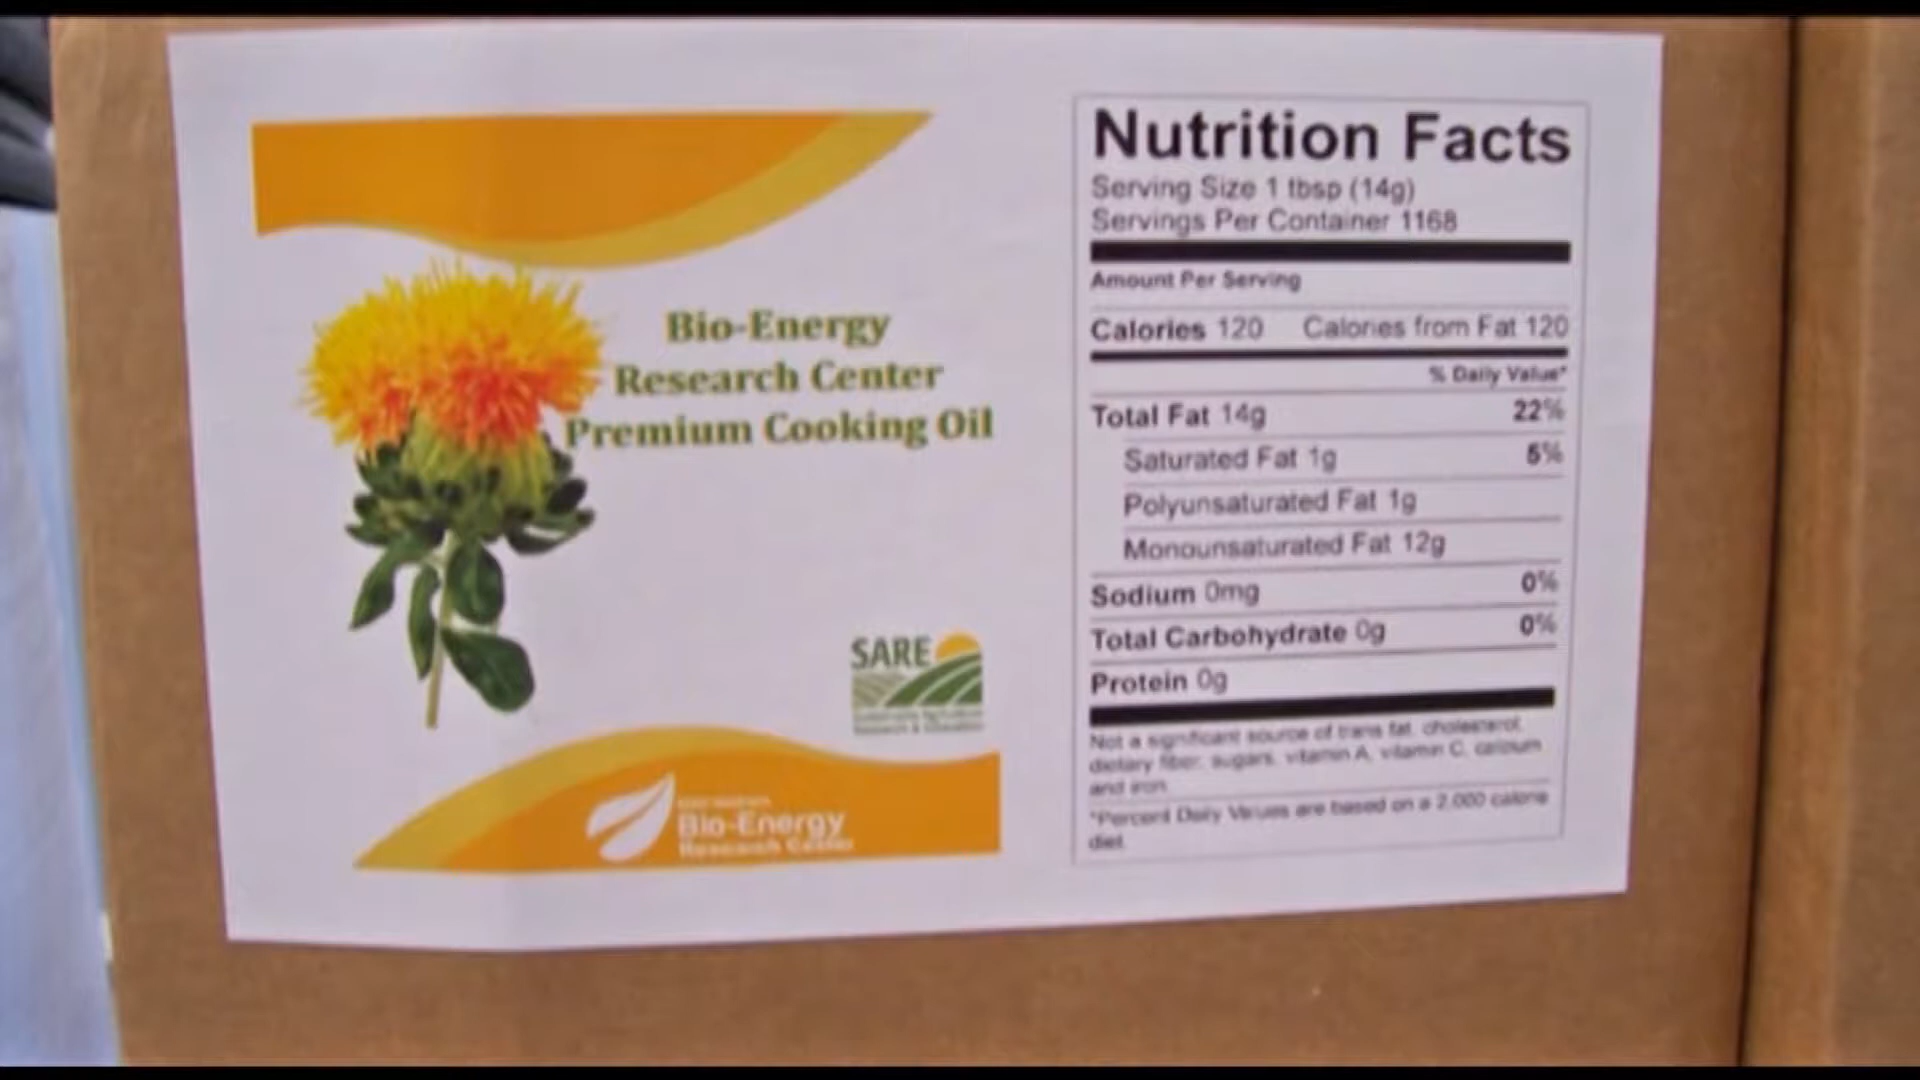 Bio-Energy
Research Center
Premium Cooking Oil
SARE
Bio-Energy
Research Center
Nutrition Facts
Serving Size 1 tbsp (14g)
Servings Per Container 1168
Amount Per Serving
Calories 120 Calories from Fat 120
% Daily Value*
Total Fat 14g 22%
Saturated Fat 1g 5%
Polyunsaturated Fat 1g
Monounsaturated Fat 12g
Sodium 0mg 0%
Total Carbohydrate 0g 0%
Protein 0g
Not a significant source of trans fat, cholesterol,
dietary fiber, sugars, vitamin A, vitamin C, calcium
and iron
*Percent Daily Values are based on a 2,000 calorie
diet.